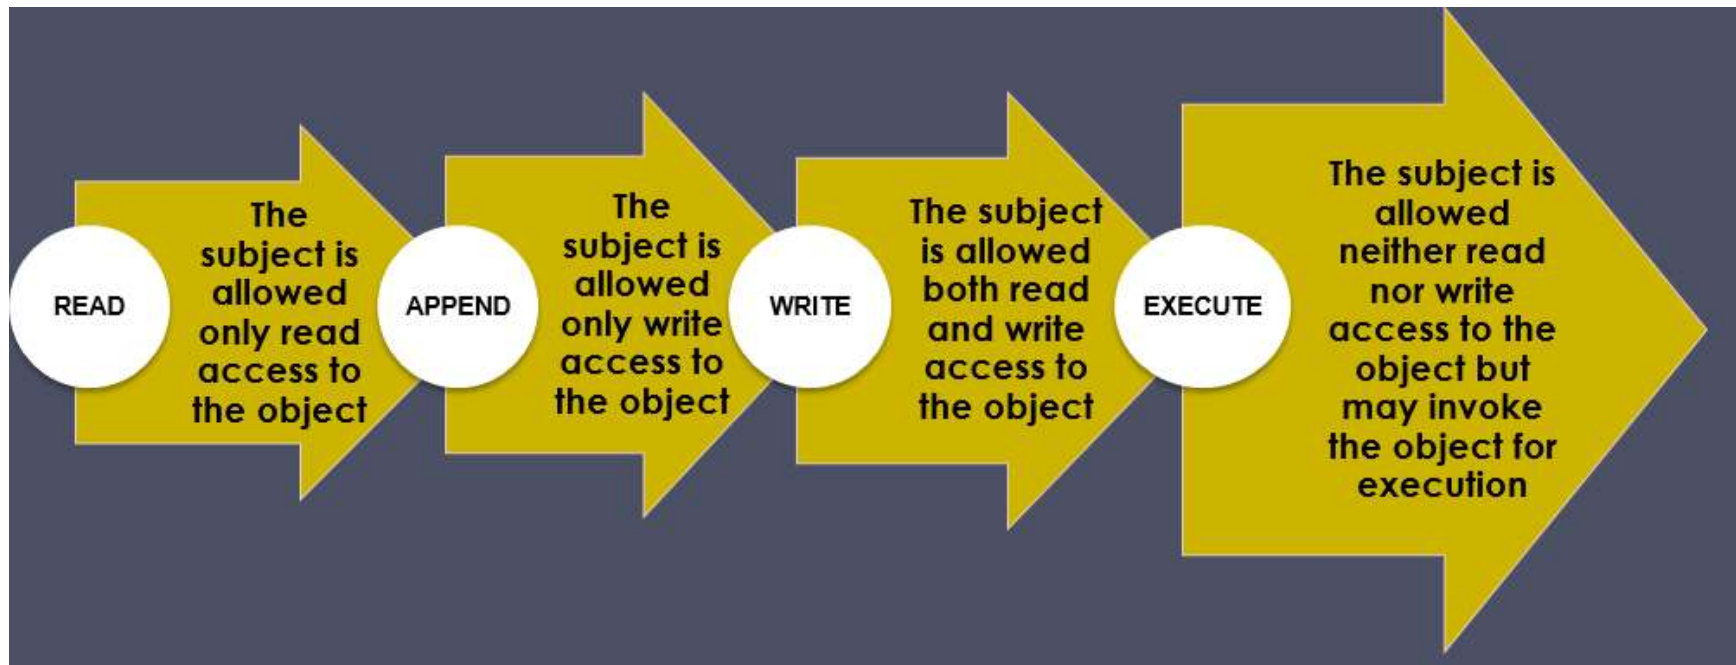 READ
The
subject is
allowed
only read
access to
the object
APPEND
The
subject is
allowed
only write
access to
the object
WRITE
The subject
is allowed
both read
and write
access to
the object
EXECUTE
The subject is
allowed
neither read
nor write
access to the
object but
may invoke
the object for
execution